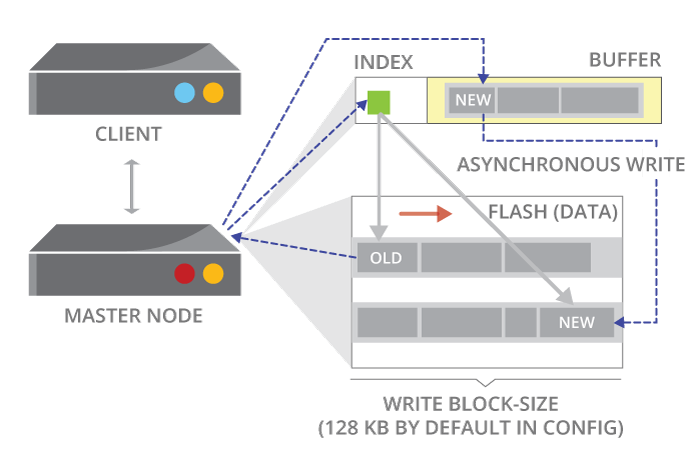 INDEX
BUFFER
NEW
CLIENT
ASYNCHRONOUS WRITE
FLASH (DATA)
OLD
MASTER NODE
NEW
WRITE BLOCK-SIZE
(128 KB BY DEFAULT IN CONFIG)